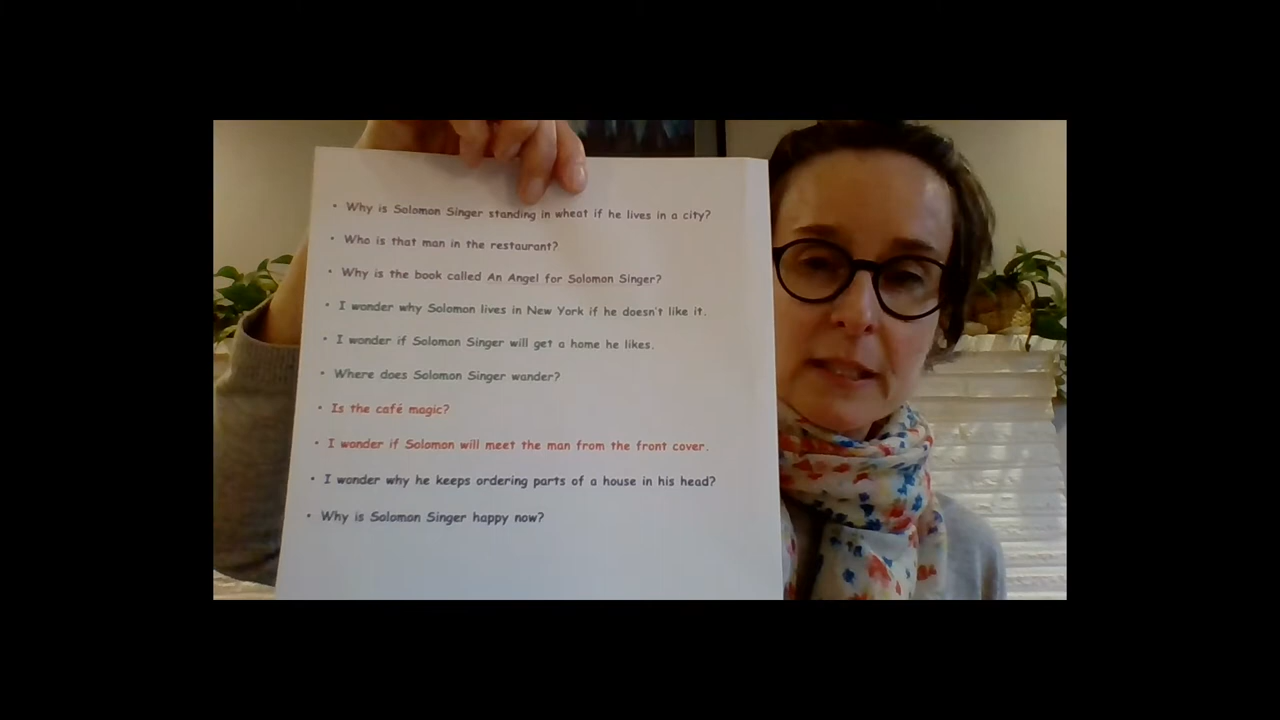 • Why is Solomon Singer standing in wheat if he lives in a city?
• Who is that man in the restaurant?
• Why is the book called An Angel for Solomon Singer?
• I wonder why Solomon lives in New York if he doesn't like it.
• I wonder if Solomon Singer will get a home he likes.
• Where does Solomon Singer wander?
• Is the café magic?
• I wonder if Solomon will meet the man from the front cover.
• I wonder why he keeps ordering parts of a house in his head?
• Why is Solomon Singer happy now?